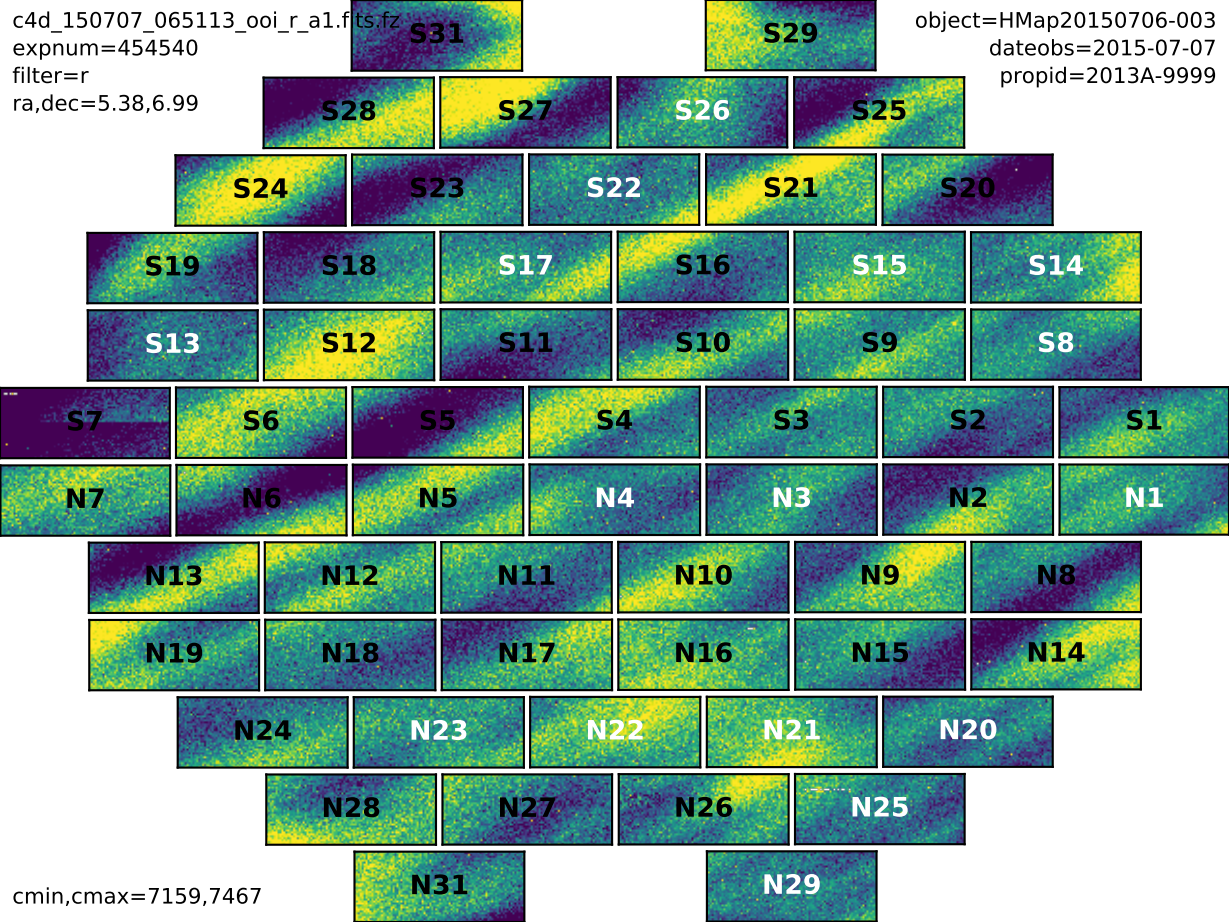 c4d_150707_065113_ooi_r_a1.fits.fz
expnum=454540
filter=r
ra,dec=5.38,6.99
object=HMap20150706-003
dateobs=2015-07-07
propid=2013A-9999
S31 S29
S28 S27 S26 S25
S24 S23 S22 S21 S20
S19 S18 S17 S16 S15 S14
S13 S12 S11 S10 S9 S8
S7 S6 S5 S4 S3 S2 S1
N7 N6 N5 N4 N3 N2 N1
N13 N12 N11 N10 N9 N8
N19 N18 N17 N16 N15 N14
N24 N23 N22 N21 N20
N28 N27 N26 N25
N31 N29
cmin,cmax=7159,7467